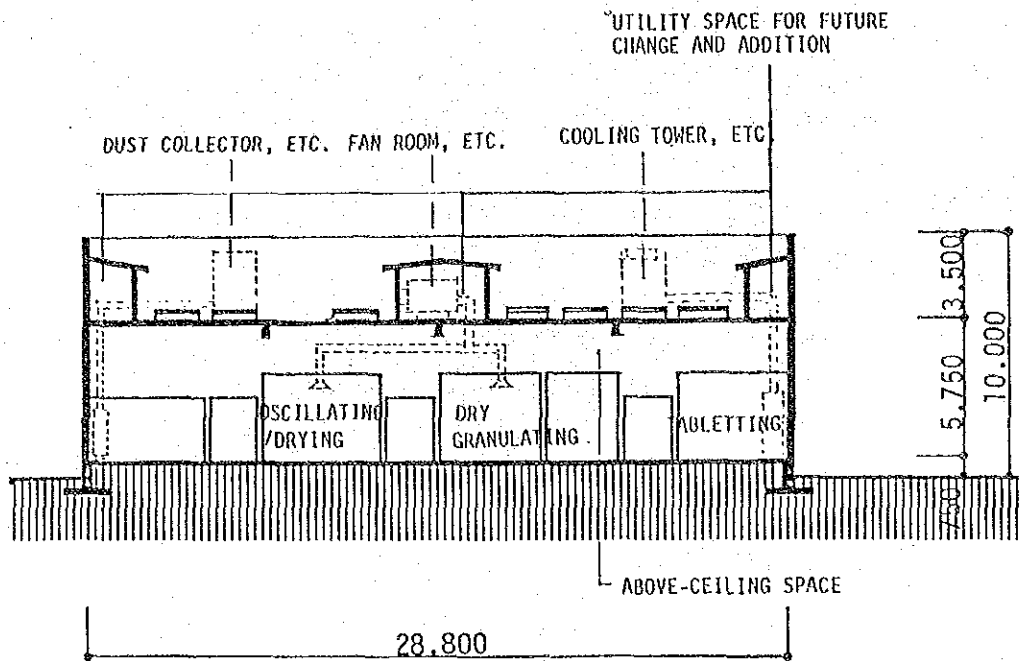 UTILITY SPACE FOR FUTURE
CHANGE AND ADDITION
DUST COLLECTOR, ETC. FAN ROOM, ETC.
COOLING TOWER, ETC
3.500
5.750
10.000
750
OSCILLATING
/DRYING
DRY
GRANULATING
ABLETTING
ABOVE-CEILING SPACE
28.800